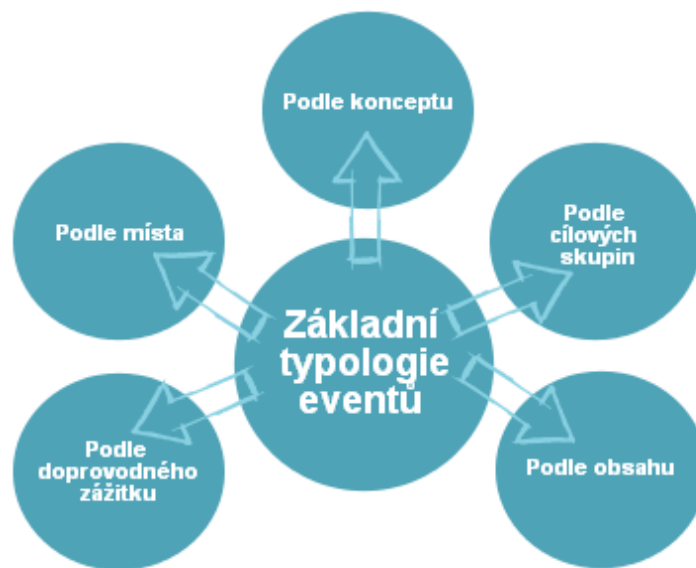 Podle konceptu
Podle místa
Podle
cílových
skupin
Základní
typologie
eventů
Podle
doprovodného
zážitku
Podle obsahu